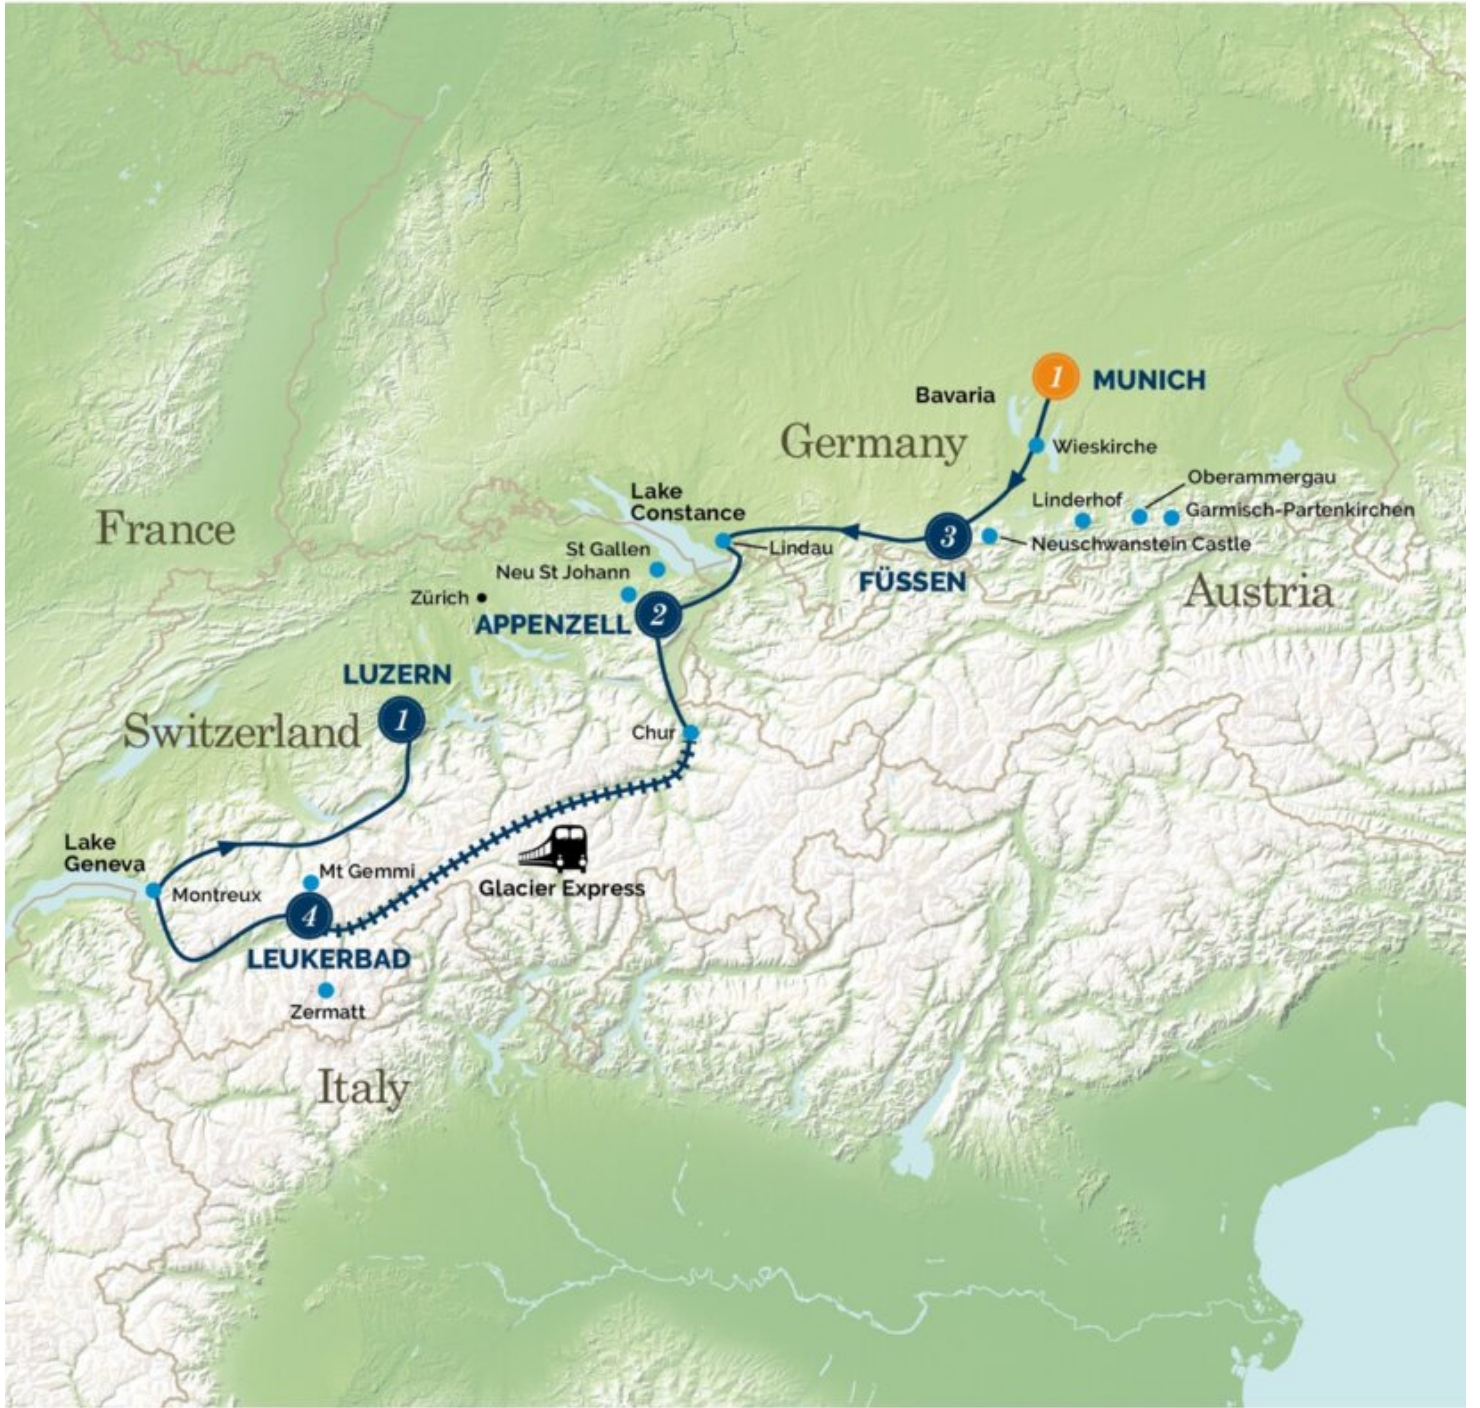 1 MUNICH
Bavaria
Germany
Wieskirche
Oberammergau
Linderhof
Garmisch-Partenkirchen
Lake
Constance
France
3
Neuschwanstein Castle
Lindau
St Gallen
Neu St Johann
FÜSSEN
Austria
Zürich
2
APPENZELL
LUZERN
1
Switzerland
Chur
Lake
Geneva
Mt Gemmi
Glacier Express
Montreux
4
LEUKERBAD
Zermatt
Italy